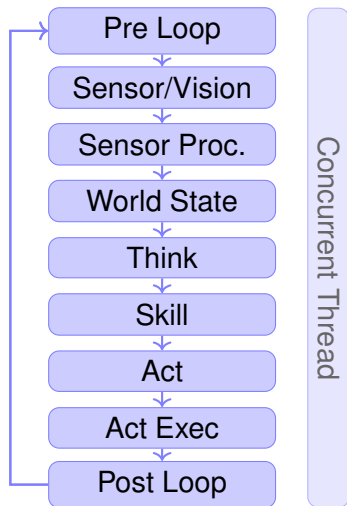 Pre Loop
Sensor/Vision
Sensor Proc.
World State
Think
Skill
Act
Act Exec
Post Loop
Concurrent Thread